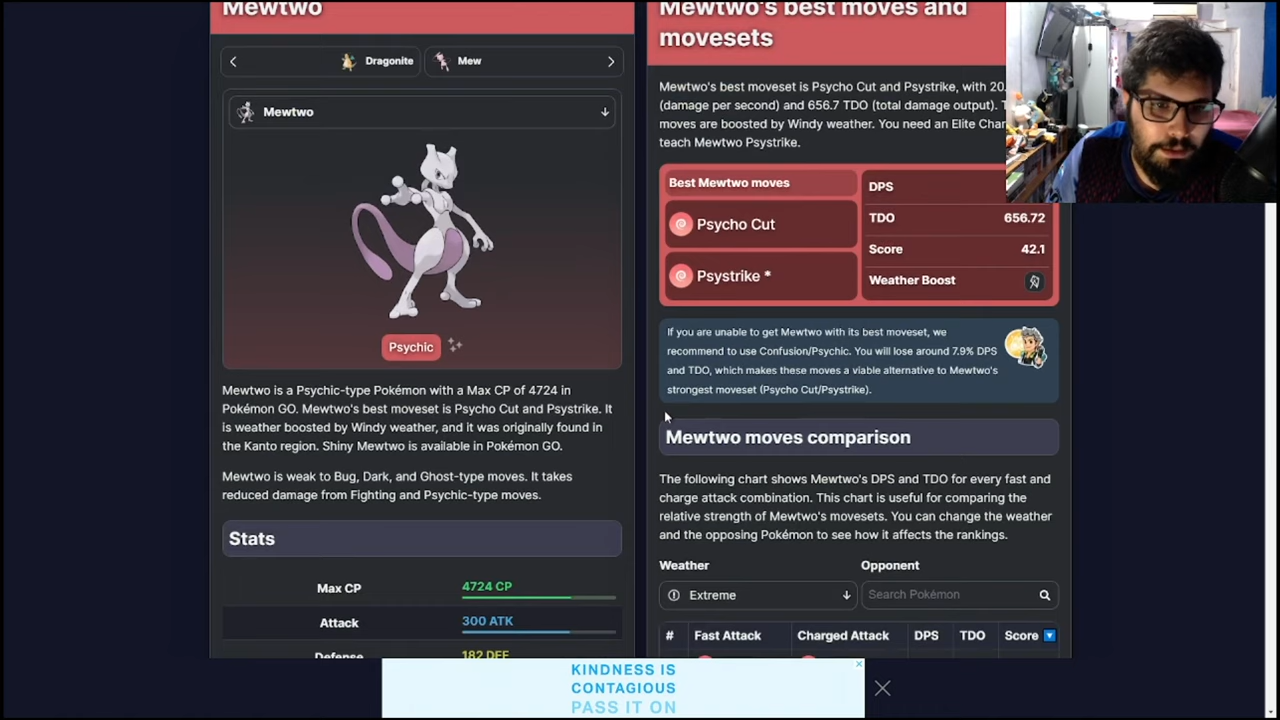 Mewtwo
Dragonite
Mew
Mewtwo
Psychic
Mewtwo is a Psychic-type Pokémon with a Max CP of 4724 in
Pokémon GO. Mewtwo's best moveset is Psycho Cut and Psystrike. It
is weather boosted by Windy weather, and it was originally found in
the Kanto region. Shiny Mewtwo is available in Pokémon GO.
Mewtwo is weak to Bug, Dark, and Ghost-type moves. It takes
reduced damage from Fighting and Psychic-type moves.
Stats
Max CP 4724 CP
Attack 300 ATK
Defense 182 DEF
Mewtwo's best moves and
movesets
Mewtwo's best moveset is Psycho Cut and Psystrike, with 20.
(damage per second) and 656.7 TDO (total damage output). T
moves are boosted by Windy weather. You need an Elite Char
teach Mewtwo Psystrike.
Best Mewtwo moves
Psycho Cut
Psystrike *
DPS
TDO 656.72
Score 42.1
Weather Boost
If you are unable to get Mewtwo with its best moveset, we
recommend to use Confusion/Psychic. You will lose around 7.9% DPS
and TDO, which makes these moves a viable alternative to Mewtwo's
strongest moveset (Psycho Cut/Psystrike).
Mewtwo moves comparison
The following chart shows Mewtwo's DPS and TDO for every fast and
charge attack combination. This chart is useful for comparing the
relative strength of Mewtwo's movesets. You can change the weather
and the opposing Pokémon to see how it affects the rankings.
Weather Opponent
Extreme Search Pokémon
# Fast Attack Charged Attack DPS TDO Score
KINDNESS IS
CONTAGIOUS
PASS IT ON